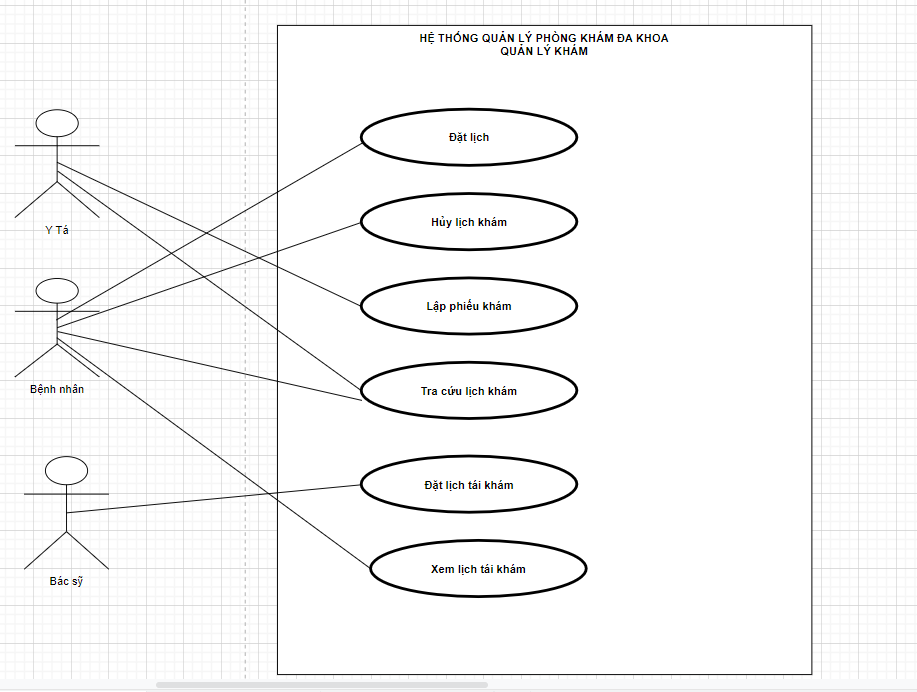 HỆ THỐNG QUẢN LÝ PHÒNG KHÁM ĐA KHOA
QUẢN LÝ KHÁM
Đặt lịch
Hủy lịch khám
Y Tá
Lập phiếu khám
Bệnh nhân
Tra cứu lịch khám
Đặt lịch tái khám
Xem lịch tái khám
Bác sỹ